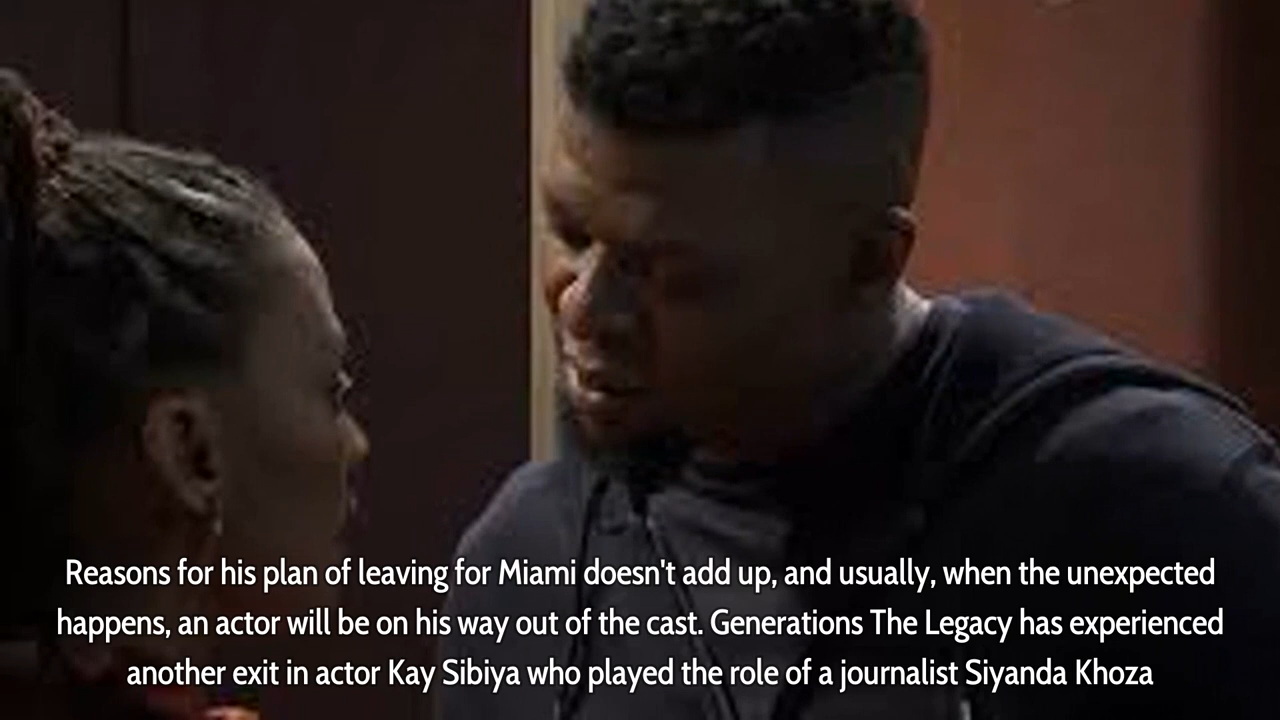 Reasons for his plan of leaving for Miami doesn't add up, and usually, when the unexpected
happens, an actor will be on his way out of the cast. Generations The Legacy has experienced
another exit in actor Kay Sibiya who played the role of a journalist Siyanda Khoza